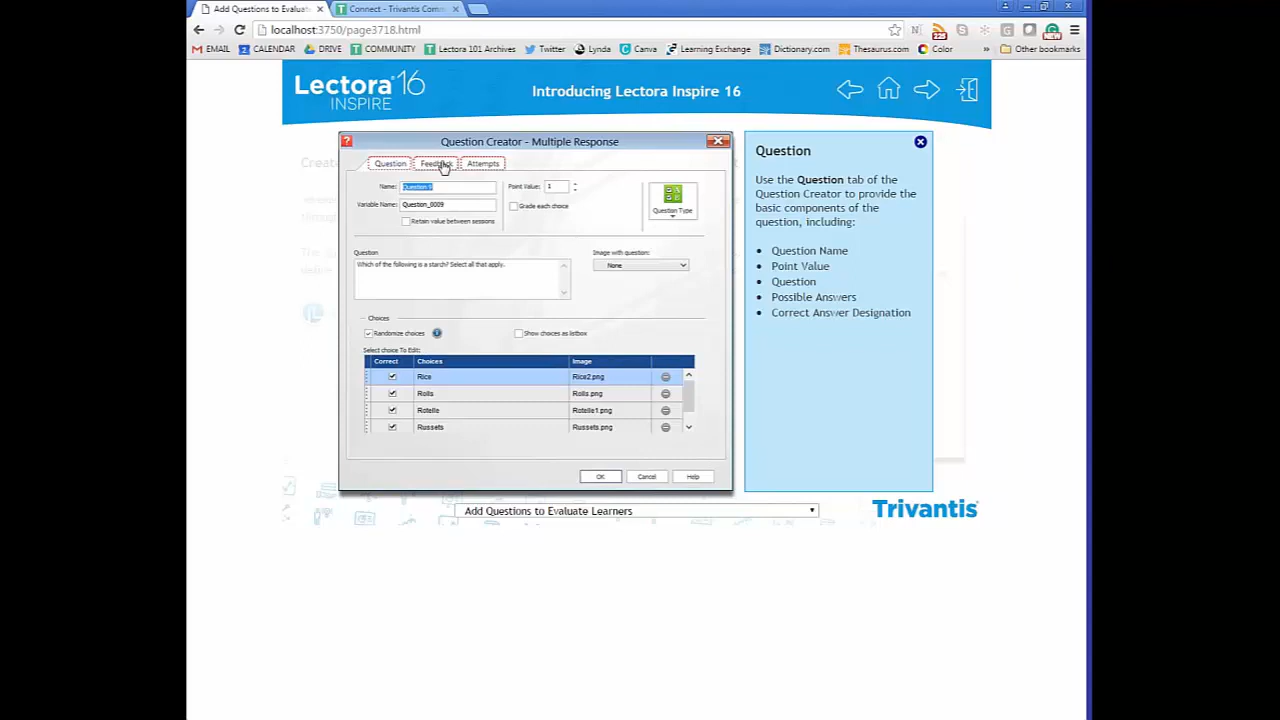 Add Questions to Evaluat
Connect - Trivantis Comm
localhost:3750/page3718.html
EMAIL
CALENDAR
DRIVE
COMMUNITY
Lectora 101 Archives
Twitter
Lynda
Canva
Learning Exchange
Dictionary.com
Thesaurus.com
Color
»
Other bookmarks
Lectora 16
INSPIRE
Introducing Lectora Inspire 16
Question Creator - Multiple Response
Question
Feedback
Attempts
Name:
Question 9
Point Value:
1
Variable Name:
Question_0009
Grade each choice
Retain value between sessions
Question Type
Question
Image with question:
Which of the following is a starch? Select all that apply.
None
Choices
Randomize choices
Show choices as listbox
Select choice To Edit:
Correct
Choices
Image
Rice
Rice2.png
Rolls
Rolls.png
Rotelle
Rotelle1.png
Russets
Russets.png
OK
Cancel
Help
Question
Use the Question tab of the
Question Creator to provide the
basic components of the
question, including:
• Question Name
• Point Value
• Question
• Possible Answers
• Correct Answer Designation
Add Questions to Evaluate Learners
Trivantis